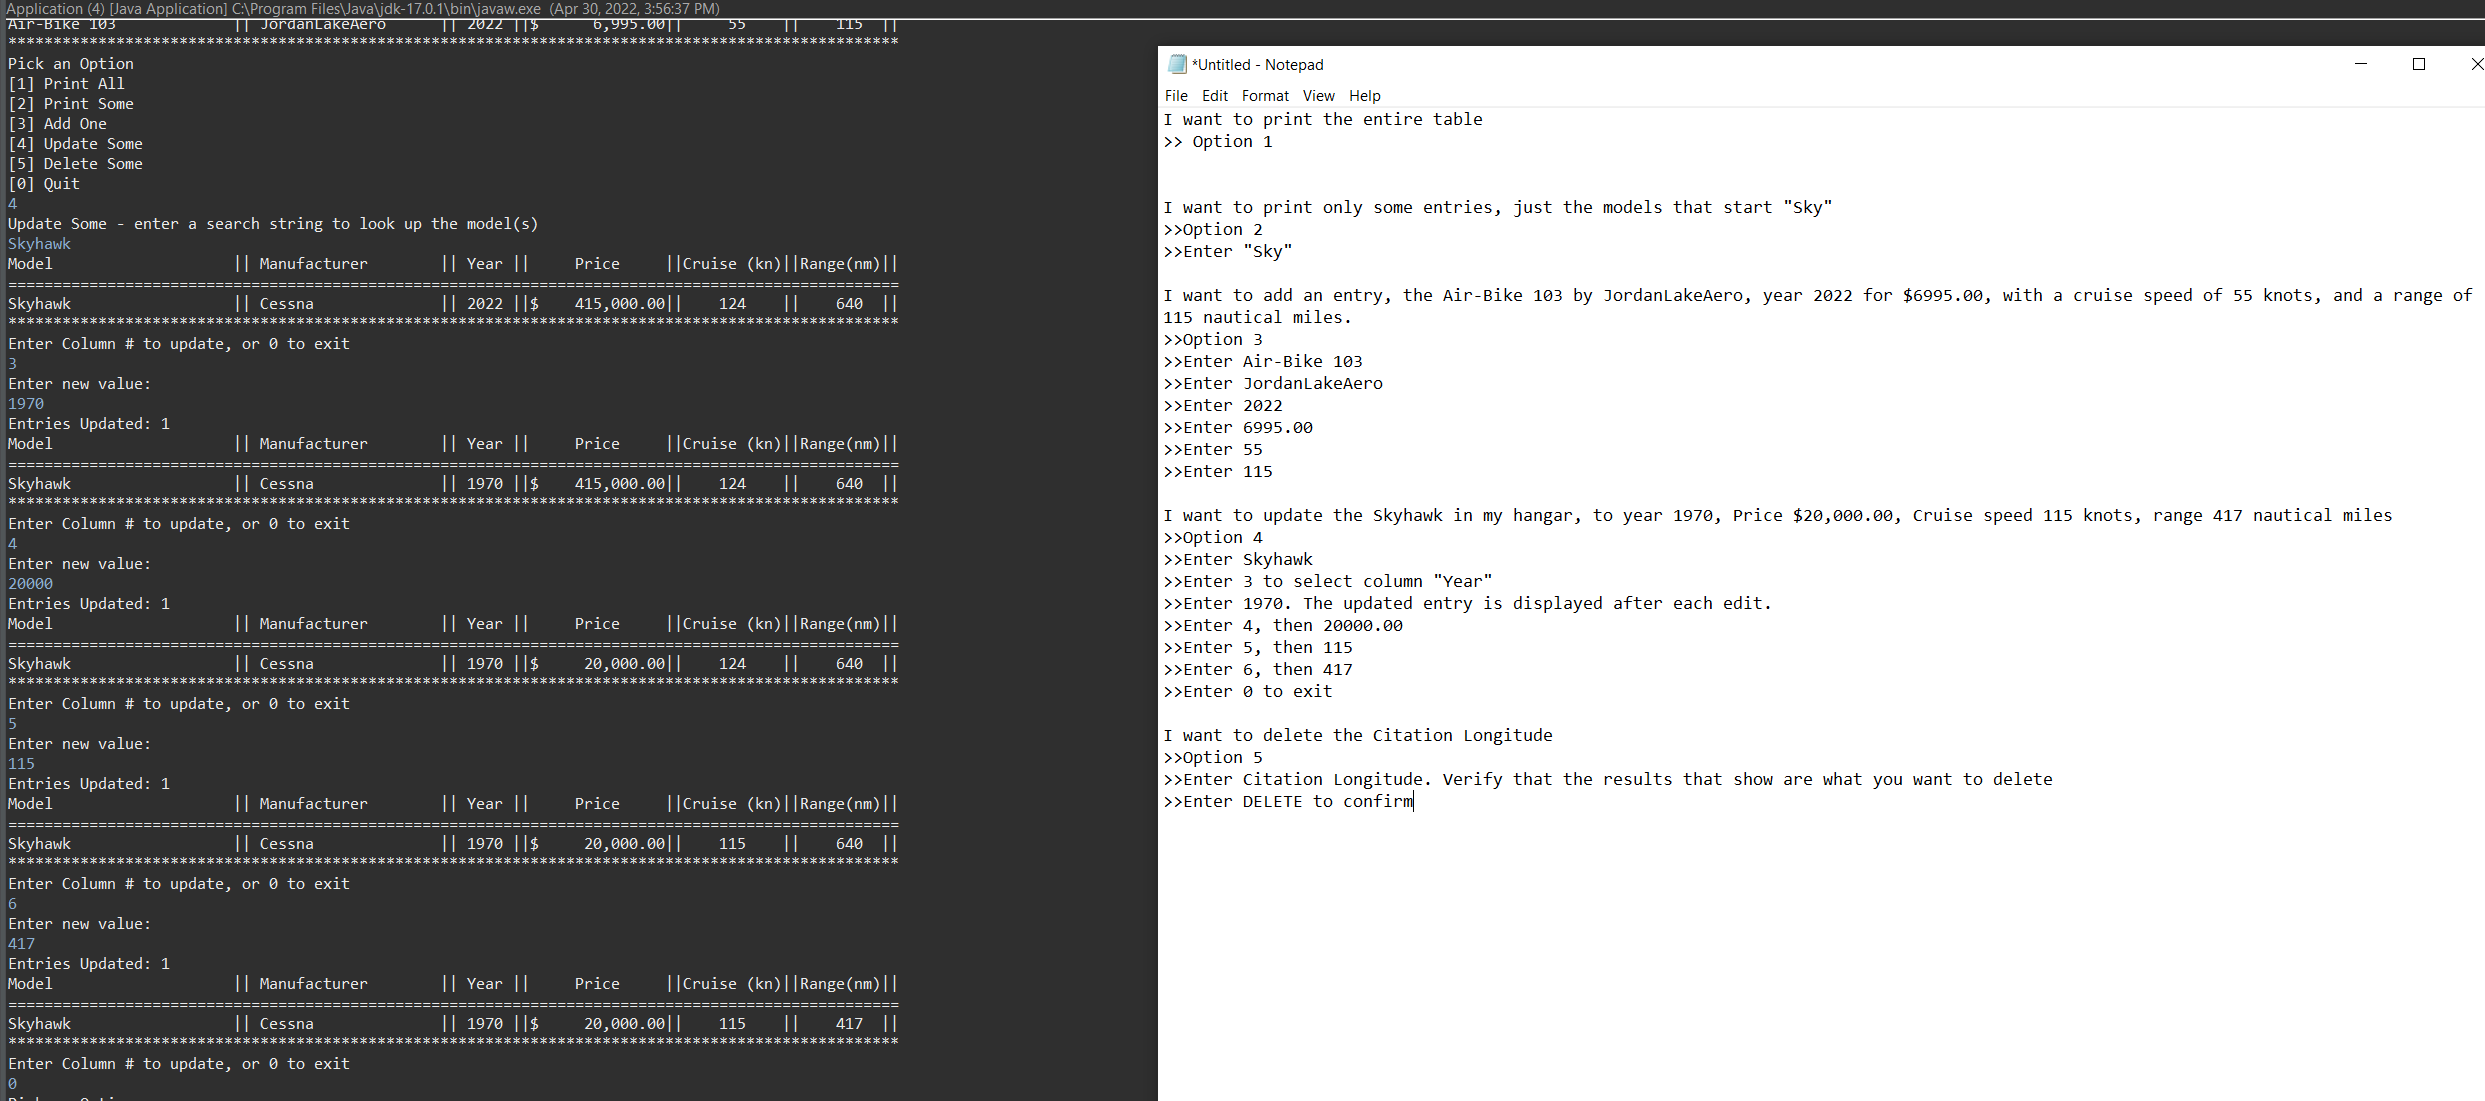 Application (4) [Java Application] C:\Program Files\Java\jdk-17.0.1\bin\javaw.exe  (Apr 30, 2022, 3:56:37 PM)
Air-Bike 103 || JordanLakeAero || 2022 ||$ 6,995.00|| 55 || 115 ||
***************************************************************************************************
Pick an Option
[1] Print All
[2] Print Some
[3] Add One
[4] Update Some
[5] Delete Some
[0] Quit
4
Update Some - enter a search string to look up the model(s)
Skyhawk
Model || Manufacturer || Year || Price ||Cruise (kn)||Range(nm)||
===================================================================================================
Skyhawk || Cessna || 2022 ||$ 415,000.00|| 124 || 640 ||
***************************************************************************************************
Enter Column # to update, or 0 to exit
3
Enter new value:
1970
Entries Updated: 1
Model || Manufacturer || Year || Price ||Cruise (kn)||Range(nm)||
===================================================================================================
Skyhawk || Cessna || 1970 ||$ 415,000.00|| 124 || 640 ||
***************************************************************************************************
Enter Column # to update, or 0 to exit
4
Enter new value:
20000
Entries Updated: 1
Model || Manufacturer || Year || Price ||Cruise (kn)||Range(nm)||
===================================================================================================
Skyhawk || Cessna || 1970 ||$ 20,000.00|| 124 || 640 ||
***************************************************************************************************
Enter Column # to update, or 0 to exit
5
Enter new value:
115
Entries Updated: 1
Model || Manufacturer || Year || Price ||Cruise (kn)||Range(nm)||
===================================================================================================
Skyhawk || Cessna || 1970 ||$ 20,000.00|| 115 || 640 ||
***************************************************************************************************
Enter Column # to update, or 0 to exit
6
Enter new value:
417
Entries Updated: 1
Model || Manufacturer || Year || Price ||Cruise (kn)||Range(nm)||
===================================================================================================
Skyhawk || Cessna || 1970 ||$ 20,000.00|| 115 || 417 ||
***************************************************************************************************
Enter Column # to update, or 0 to exit
0
*Untitled - Notepad
File Edit Format View Help
I want to print the entire table
>> Option 1
I want to print only some entries, just the models that start "Sky"
>>Option 2
>>Enter "Sky"
I want to add an entry, the Air-Bike 103 by JordanLakeAero, year 2022 for $6995.00, with a cruise speed of 55 knots, and a range of
115 nautical miles.
>>Option 3
>>Enter Air-Bike 103
>>Enter JordanLakeAero
>>Enter 2022
>>Enter 6995.00
>>Enter 55
>>Enter 115
I want to update the Skyhawk in my hangar, to year 1970, Price $20,000.00, Cruise speed 115 knots, range 417 nautical miles
>>Option 4
>>Enter Skyhawk
>>Enter 3 to select column "Year"
>>Enter 1970. The updated entry is displayed after each edit.
>>Enter 4, then 20000.00
>>Enter 5, then 115
>>Enter 6, then 417
>>Enter 0 to exit
I want to delete the Citation Longitude
>>Option 5
>>Enter Citation Longitude. Verify that the results that show are what you want to delete
>>Enter DELETE to confirm